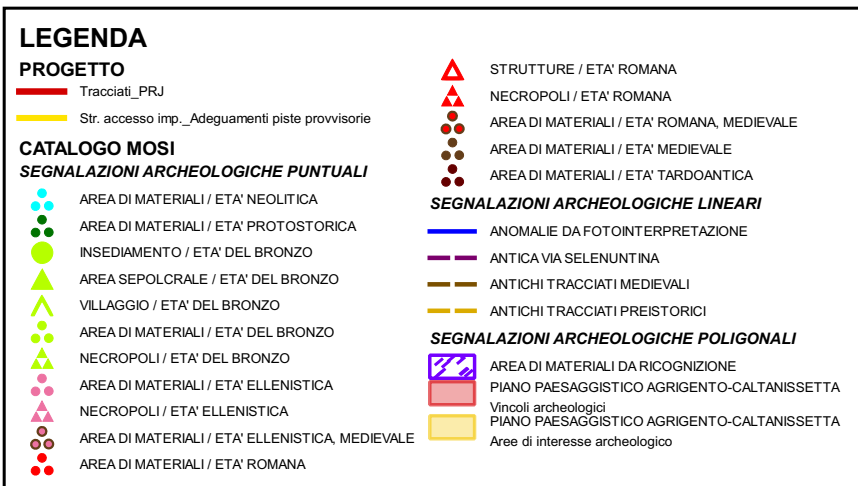 LEGENDA
PROGETTO
Tracciati_PRJ
Str. accesso imp._Adeguamenti piste provvisorie
CATALOGO MOSI
SEGNALAZIONI ARCHEOLOGICHE PUNTUALI
AREA DI MATERIALI / ETA' NEOLITICA
AREA DI MATERIALI / ETA' PROTOSTORICA
INSEDIAMENTO / ETA' DEL BRONZO
AREA SEPOLCRALE / ETA' DEL BRONZO
VILLAGGIO / ETA' DEL BRONZO
AREA DI MATERIALI / ETA' DEL BRONZO
NECROPOLI / ETA' DEL BRONZO
AREA DI MATERIALI / ETA' ELLENISTICA
NECROPOLI / ETA' ELLENISTICA
AREA DI MATERIALI / ETA' ELLENISTICA, MEDIEVALE
AREA DI MATERIALI / ETA' ROMANA
STRUTTURE / ETA' ROMANA
NECROPOLI / ETA' ROMANA
AREA DI MATERIALI / ETA' ROMANA, MEDIEVALE
AREA DI MATERIALI / ETA' MEDIEVALE
AREA DI MATERIALI / ETA' TARDOANTICA
SEGNALAZIONI ARCHEOLOGICHE LINEARI
ANOMALIE DA FOTOINTERPRETAZIONE
ANTICA VIA SELENUNTINA
ANTICHI TRACCIATI MEDIEVALI
ANTICHI TRACCIATI PREISTORICI
SEGNALAZIONI ARCHEOLOGICHE POLIGONALI
AREA DI MATERIALI DA RICOGNIZIONE
PIANO PAESAGGISTICO AGRIGENTO-CALTANISSETTA
Vincoli archeologici
PIANO PAESAGGISTICO AGRIGENTO-CALTANISSETTA
Aree di interesse archeologico